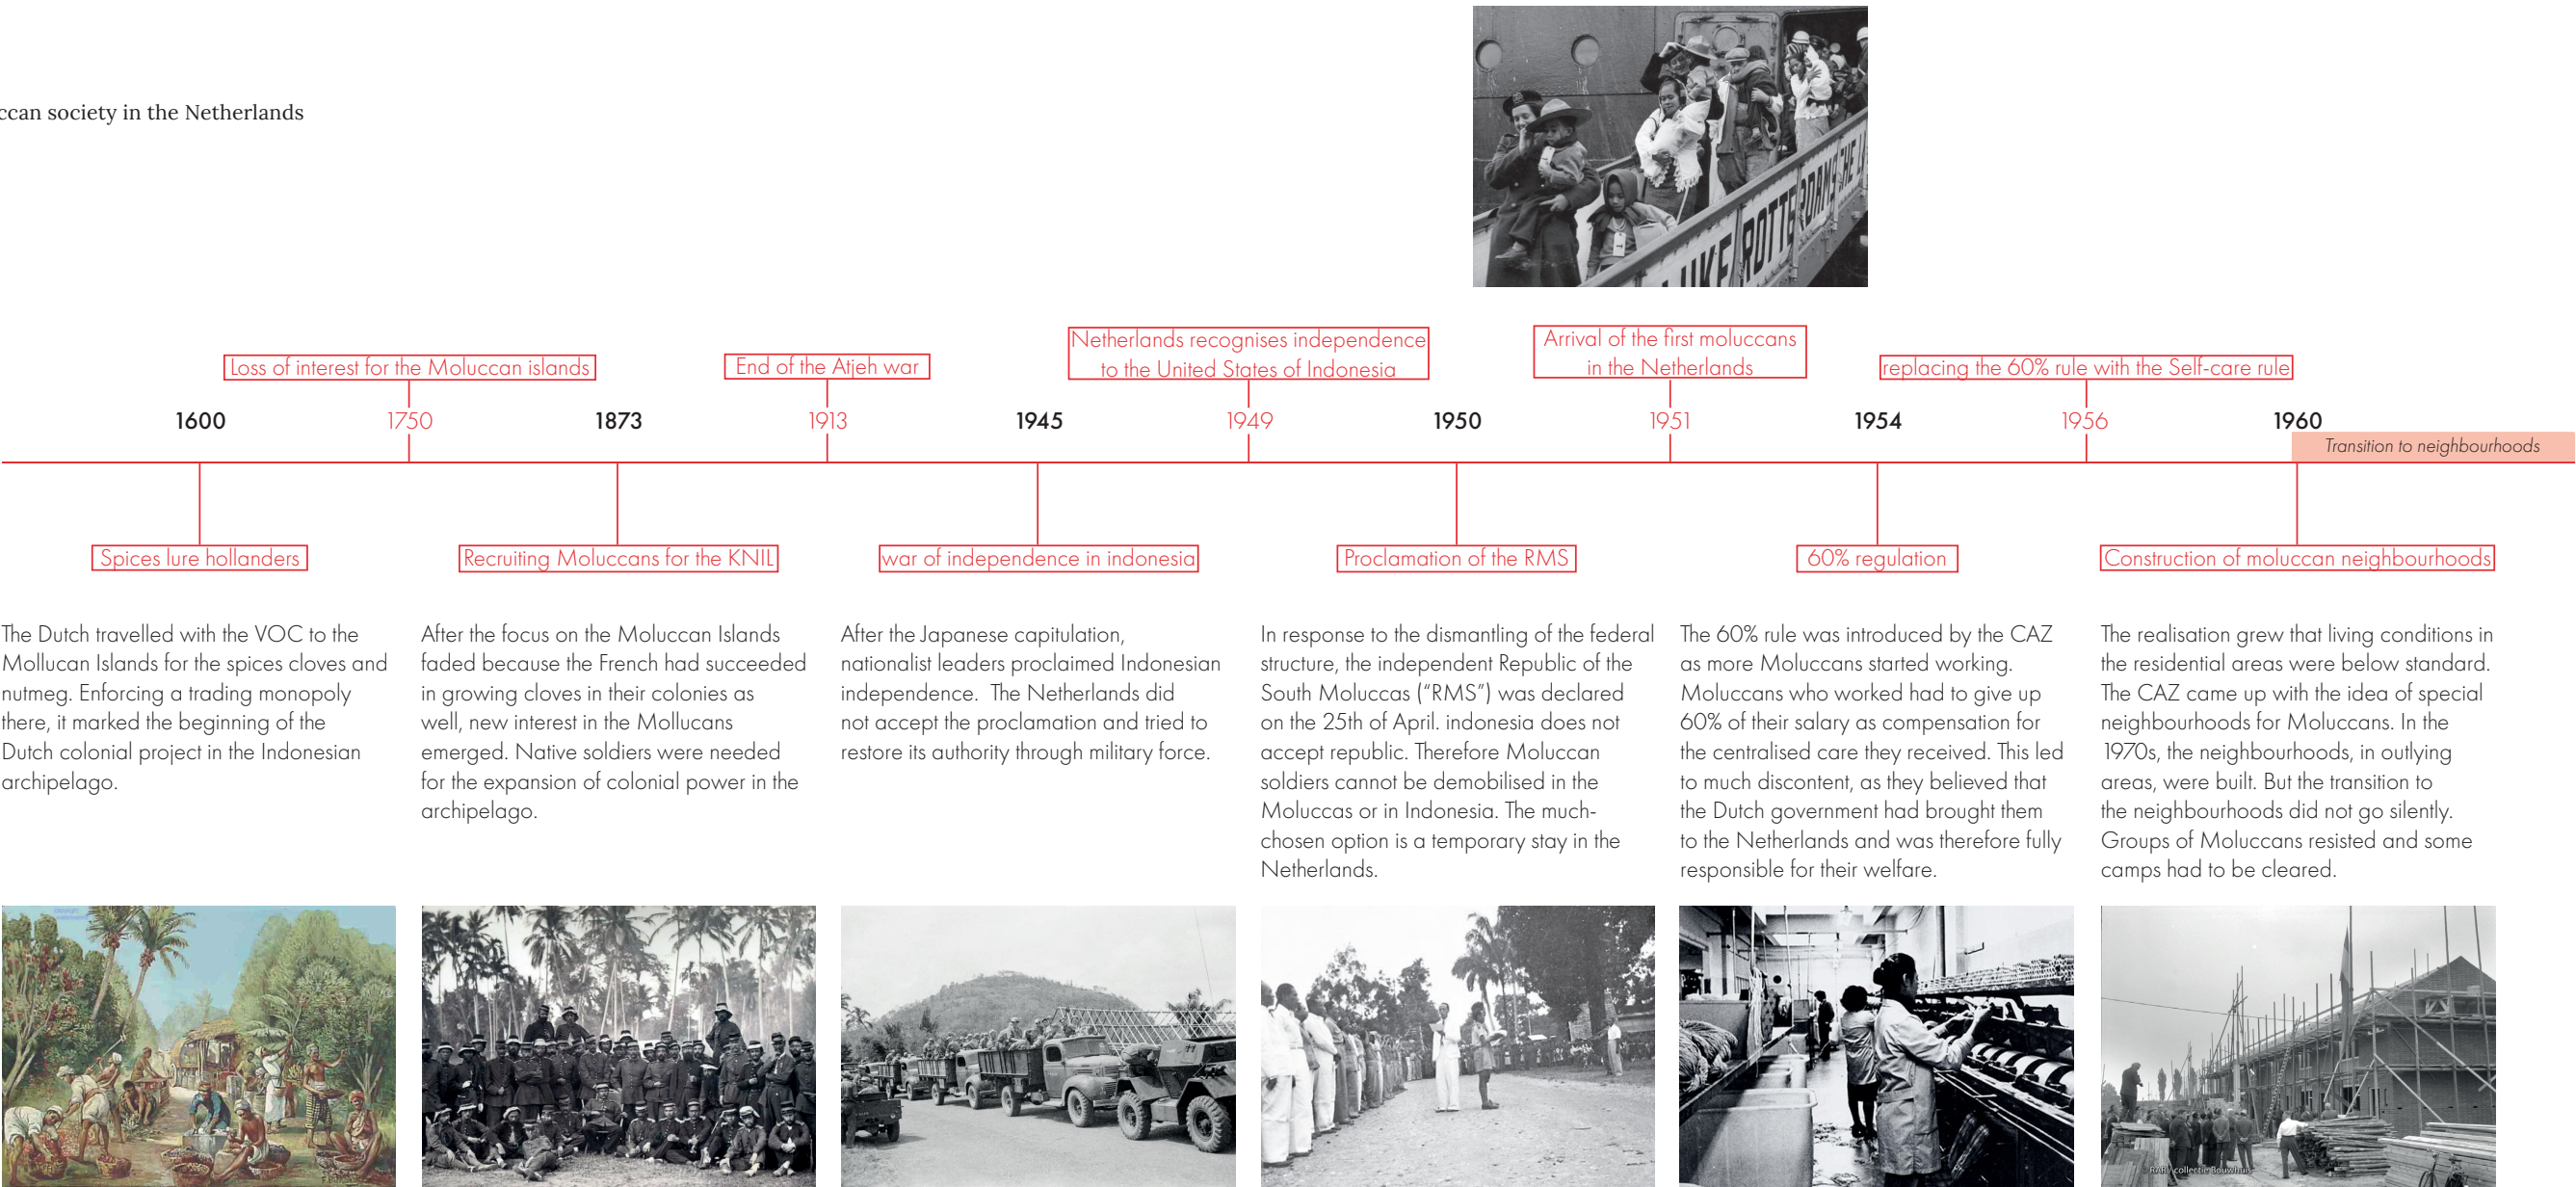 ccan society in the Netherlands
ROTTERDAM
Loss of interest for the Moluccan islands
End of the Atjeh war
Netherlands recognises independence
to the United States of Indonesia
Arrival of the first moluccans
in the Netherlands
replacing the 60% rule with the Self-care rule
1600
1750
1873
1913
1945
1949
1950
1951
1954
1956
1960
Transition to neighbourhoods
Spices lure hollanders
Recruiting Moluccans for the KNIL
war of independence in indonesia
Proclamation of the RMS
60% regulation
Construction of moluccan neighbourhoods
The Dutch travelled with the VOC to the
Mollucan Islands for the spices cloves and
nutmeg. Enforcing a trading monopoly
there, it marked the beginning of the
Dutch colonial project in the Indonesian
archipelago.
After the focus on the Moluccan Islands
faded because the French had succeeded
in growing cloves in their colonies as
well, new interest in the Mollucans
emerged. Native soldiers were needed
for the expansion of colonial power in the
archipelago.
After the Japanese capitulation,
nationalist leaders proclaimed Indonesian
independence.  The Netherlands did
not accept the proclamation and tried to
restore its authority through military force.
In response to the dismantling of the federal
structure, the independent Republic of the
South Moluccas (“RMS”) was declared
on the 25th of April. indonesia does not
accept republic. Therefore Moluccan
soldiers cannot be demobilised in the
Moluccas or in Indonesia. The much-
chosen option is a temporary stay in the
Netherlands.
The 60% rule was introduced by the CAZ
as more Moluccans started working.
Moluccans who worked had to give up
60% of their salary as compensation for
the centralised care they received. This led
to much discontent, as they believed that
the Dutch government had brought them
to the Netherlands and was therefore fully
responsible for their welfare.
The realisation grew that living conditions in
the residential areas were below standard.
The CAZ came up with the idea of special
neighbourhoods for Moluccans. In the
1970s, the neighbourhoods, in outlying
areas, were built. But the transition to
the neighbourhoods did not go silently.
Groups of Moluccans resisted and some
camps had to be cleared.
collectie Bouwhuis